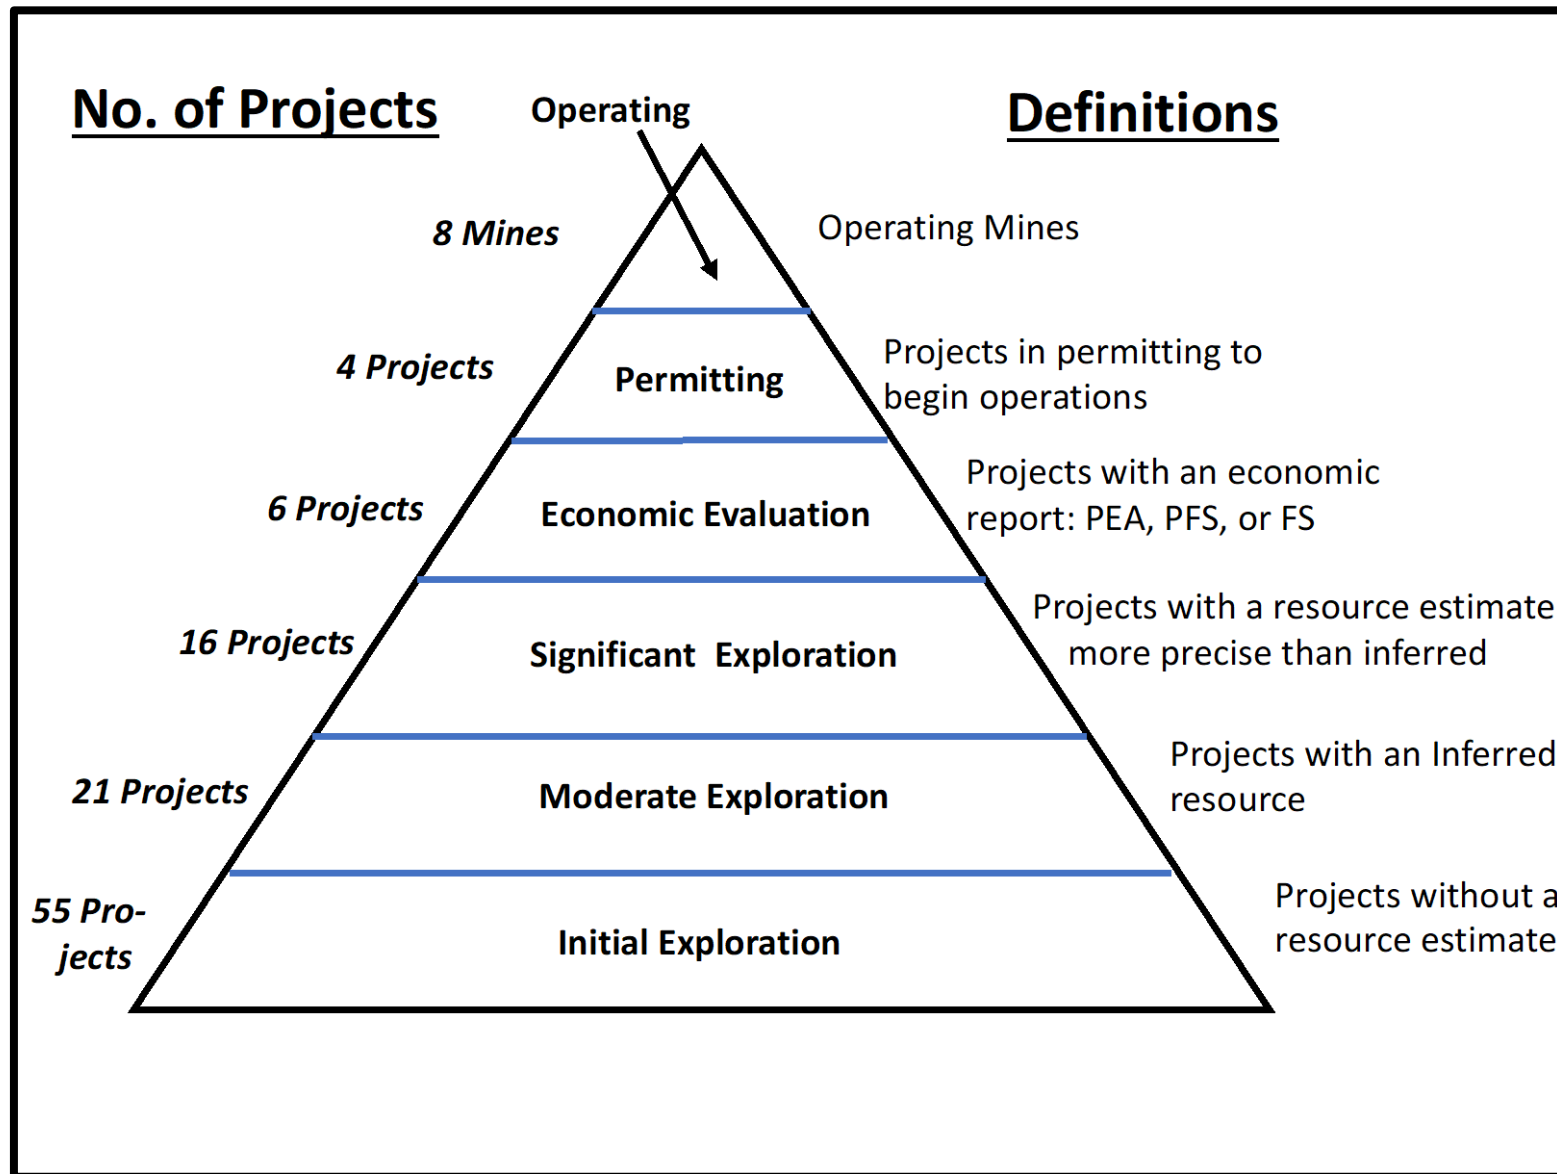 No. of Projects
Operating
Definitions
8 Mines
Operating Mines
4 Projects
Permitting
Projects in permitting to
begin operations
6 Projects
Economic Evaluation
Projects with an economic
report: PEA, PFS, or FS
16 Projects
Significant  Exploration
Projects with a resource estimate
more precise than inferred
21 Projects
Moderate Exploration
Projects with an Inferred
resource
55 Pro-
jects
Initial Exploration
Projects without a
resource estimate